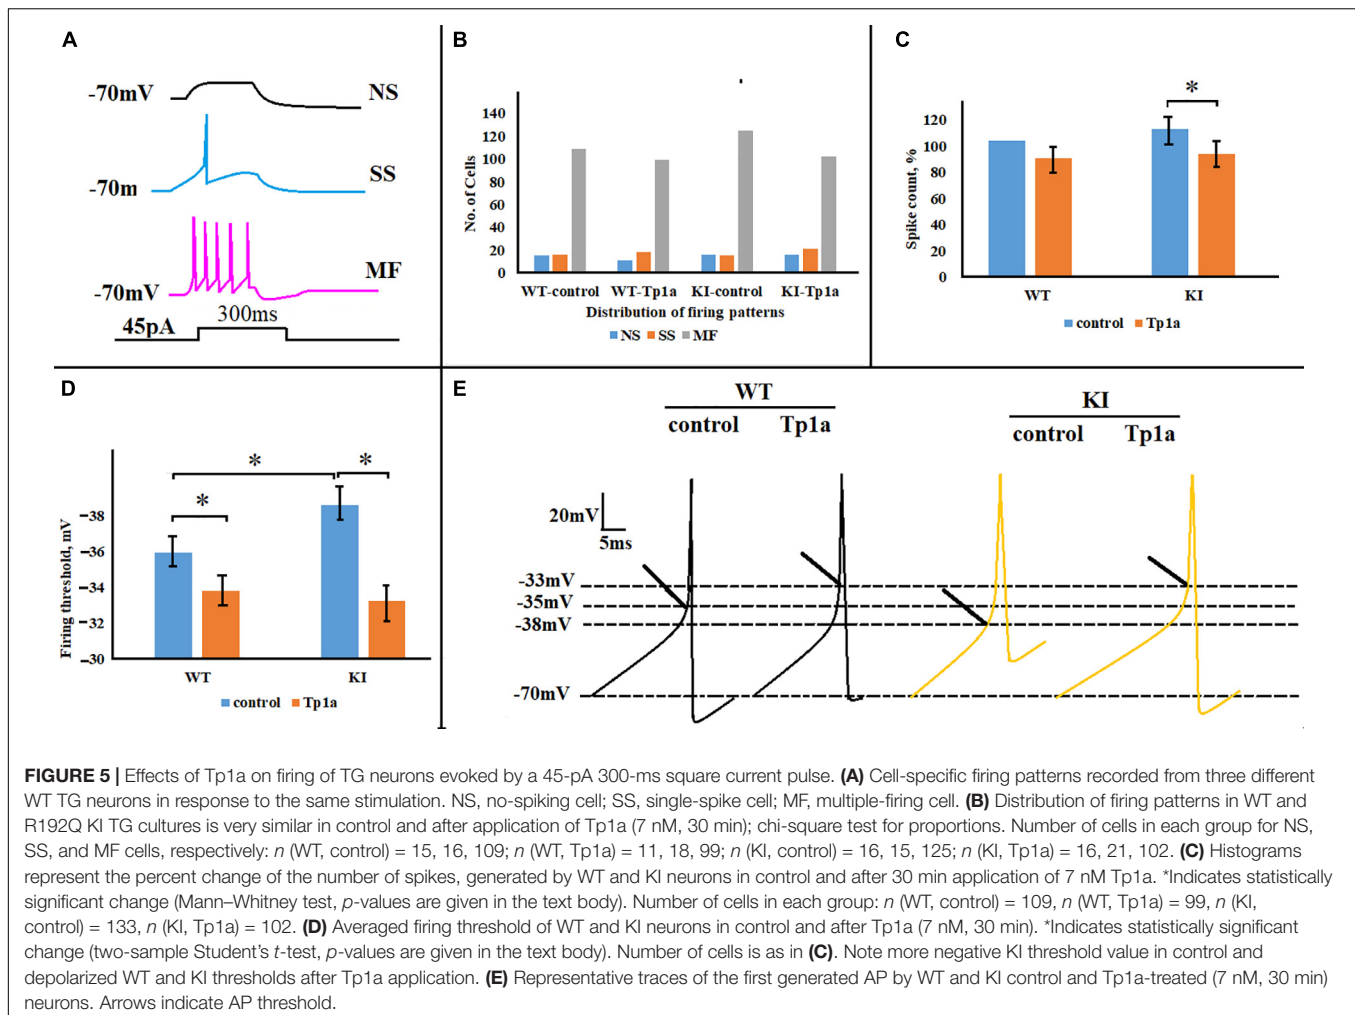 A
-70mV
NS
-70m
SS
-70mV
MF
45pA
300ms
B
No. of Cells
140
120
100
80
60
40
20
0
WT-control WT-Tp1a KI-control KI-Tp1a
Distribution of firing patterns
NS SS MF
C
Spike count, %
120
100
80
60
40
20
0
*
WT KI
control Tp1a
D
Firing threshold, mV
−38
−36
−34
−32
−30
* * *
WT KI
control Tp1a
E
WT
control Tp1a
KI
control Tp1a
20mV
5ms
-33mV
-35mV
-38mV
-70mV
FIGURE 5 | Effects of Tp1a on firing of TG neurons evoked by a 45-pA 300-ms square current pulse. (A) Cell-specific firing patterns recorded from three different
WT TG neurons in response to the same stimulation. NS, no-spiking cell; SS, single-spike cell; MF, multiple-firing cell. (B) Distribution of firing patterns in WT and
R192Q KI TG cultures is very similar in control and after application of Tp1a (7 nM, 30 min); chi-square test for proportions. Number of cells in each group for NS,
SS, and MF cells, respectively: n (WT, control) = 15, 16, 109; n (WT, Tp1a) = 11, 18, 99; n (KI, control) = 16, 15, 125; n (KI, Tp1a) = 16, 21, 102. (C) Histograms
represent the percent change of the number of spikes, generated by WT and KI neurons in control and after 30 min application of 7 nM Tp1a. *Indicates statistically
significant change (Mann–Whitney test, p-values are given in the text body). Number of cells in each group: n (WT, control) = 109, n (WT, Tp1a) = 99, n (KI,
control) = 133, n (KI, Tp1a) = 102. (D) Averaged firing threshold of WT and KI neurons in control and after Tp1a (7 nM, 30 min). *Indicates statistically significant
change (two-sample Student's t-test, p-values are given in the text body). Number of cells is as in (C). Note more negative KI threshold value in control and
depolarized WT and KI thresholds after Tp1a application. (E) Representative traces of the first generated AP by WT and KI control and Tp1a-treated (7 nM, 30 min)
neurons. Arrows indicate AP threshold.